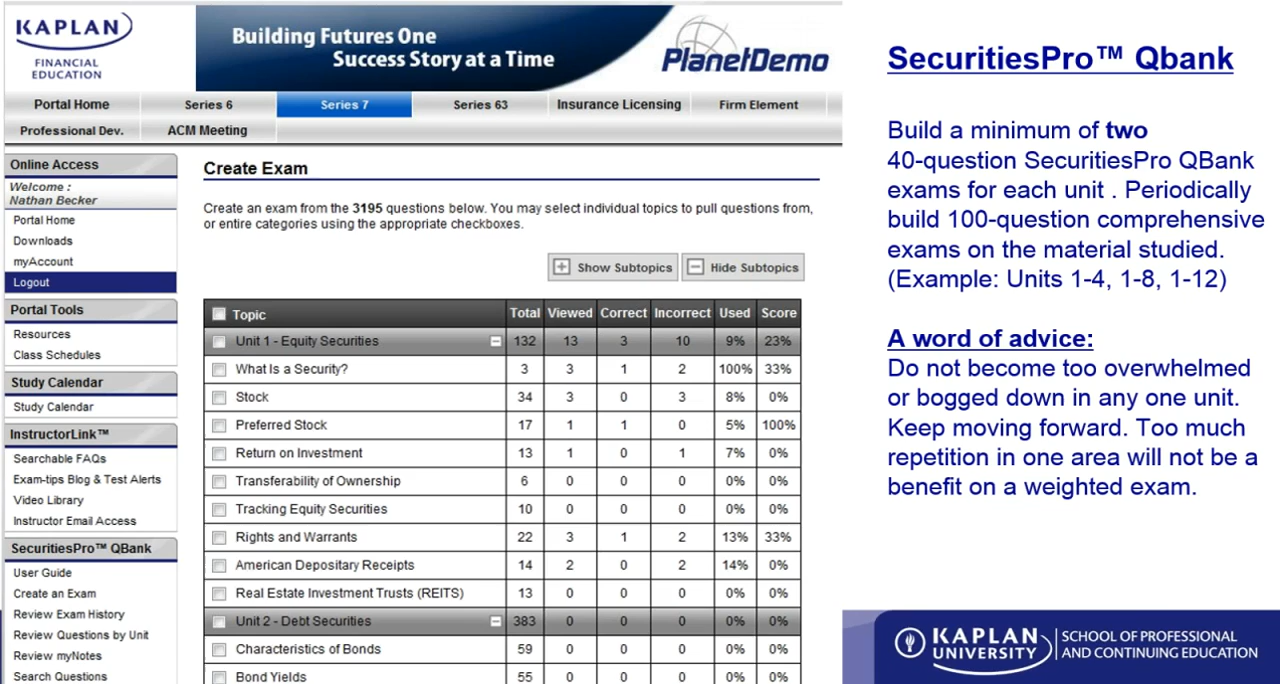 KAPLAN
FINANCIAL
EDUCATION
Building Futures One
Success Story at a Time
PlanetDemo
Portal Home Series 6 Series 7 Series 63 Insurance Licensing Firm Element
Professional Dev. ACM Meeting
Online Access
Welcome :
Nathan Becker
Portal Home
Downloads
myAccount
Logout
Portal Tools
Resources
Class Schedules
Study Calendar
Study Calendar
InstructorLink™
Searchable FAQs
Exam-tips Blog & Test Alerts
Video Library
Instructor Email Access
SecuritiesPro™ QBank
User Guide
Create an Exam
Review Exam History
Review Questions by Unit
Review myNotes
Search Questions
Create Exam
Create an exam from the 3195 questions below. You may select individual topics to pull questions from,
or entire categories using the appropriate checkboxes.
Show Subtopics Hide Subtopics
Topic Total Viewed Correct Incorrect Used Score
Unit 1 - Equity Securities 132 13 3 10 9% 23%
What Is a Security? 3 3 1 2 100% 33%
Stock 34 3 0 3 8% 0%
Preferred Stock 17 1 1 0 5% 100%
Return on Investment 13 1 0 1 7% 0%
Transferability of Ownership 6 0 0 0 0% 0%
Tracking Equity Securities 10 0 0 0 0% 0%
Rights and Warrants 22 3 1 2 13% 33%
American Depositary Receipts 14 2 0 2 14% 0%
Real Estate Investment Trusts (REITS) 13 0 0 0 0% 0%
Unit 2 - Debt Securities 383 0 0 0 0% 0%
Characteristics of Bonds 59 0 0 0 0% 0%
Bond Yields 55 0 0 0 0% 0%
SecuritiesPro™ Qbank
Build a minimum of two
40-question SecuritiesPro QBank
exams for each unit . Periodically
build 100-question comprehensive
exams on the material studied.
(Example: Units 1-4, 1-8, 1-12)
A word of advice:
Do not become too overwhelmed
or bogged down in any one unit.
Keep moving forward. Too much
repetition in one area will not be a
benefit on a weighted exam.
KAPLAN
UNIVERSITY
SCHOOL OF PROFESSIONAL
AND CONTINUING EDUCATION